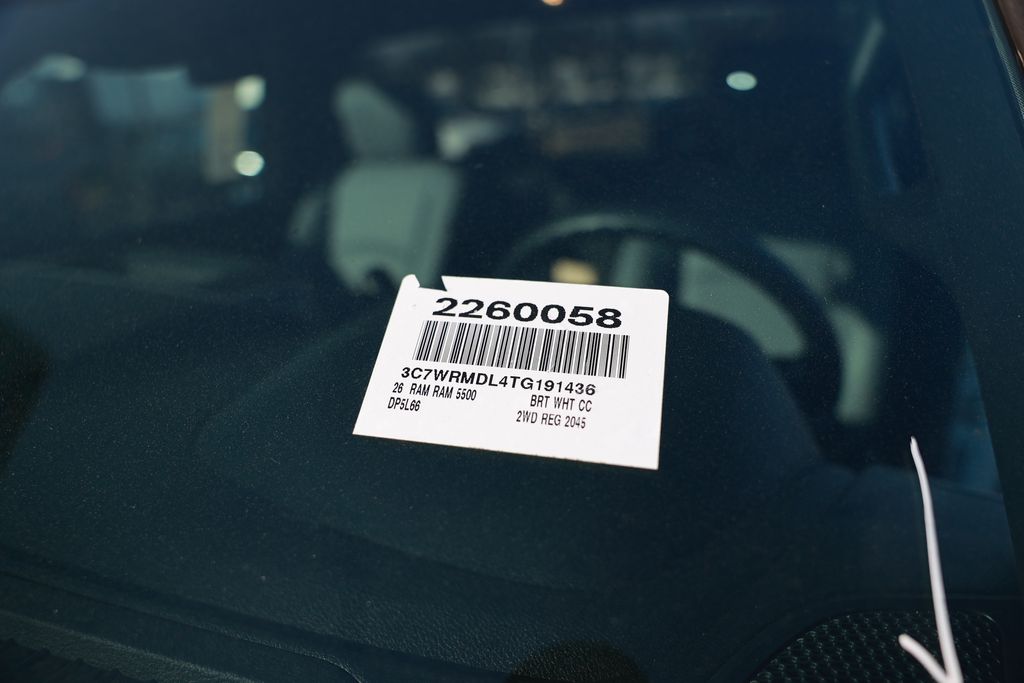 2260058
3C7WRMDL4TG191436
26 RAM RAM 5500 BRT WHT CC
DP5L66 2WD REG 2045